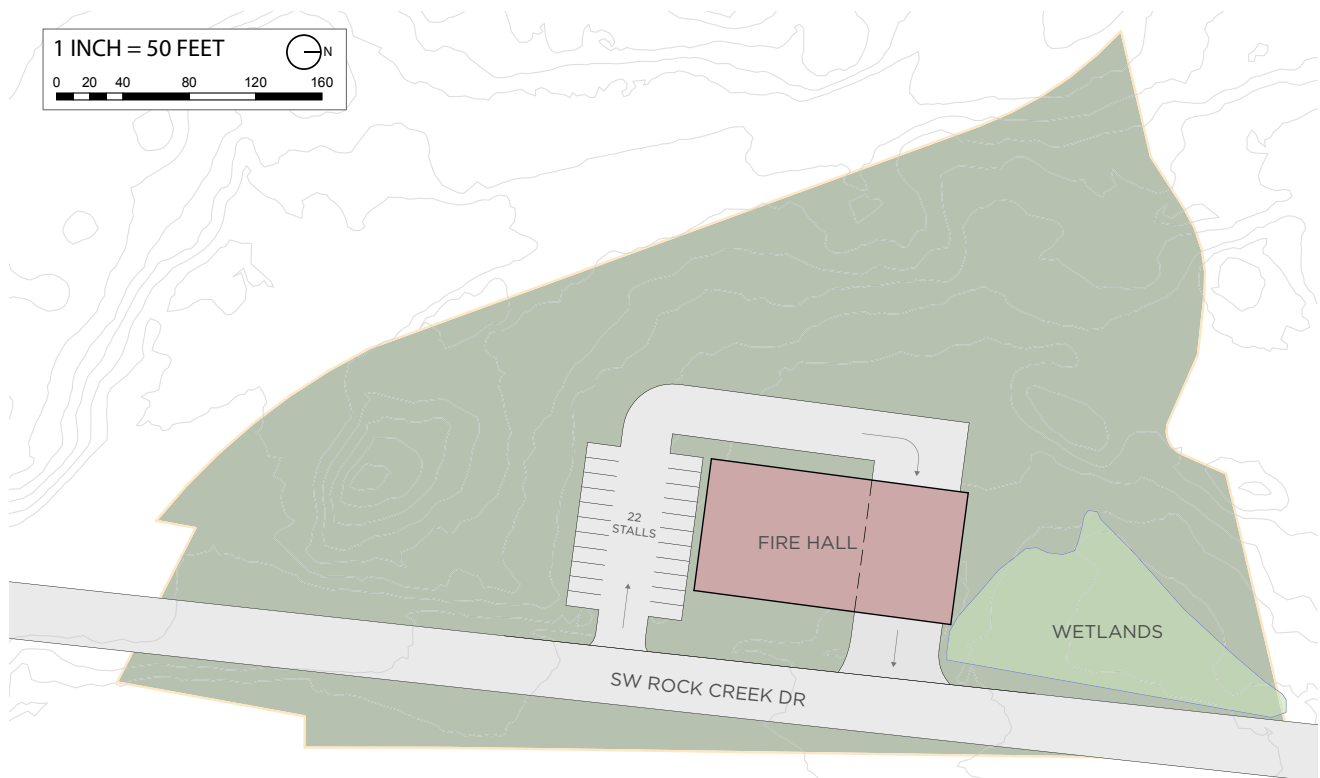 1 INCH = 50 FEET
N
0 20 40 80 120 160
22
STALLS
FIRE HALL
WETLANDS
SW ROCK CREEK DR